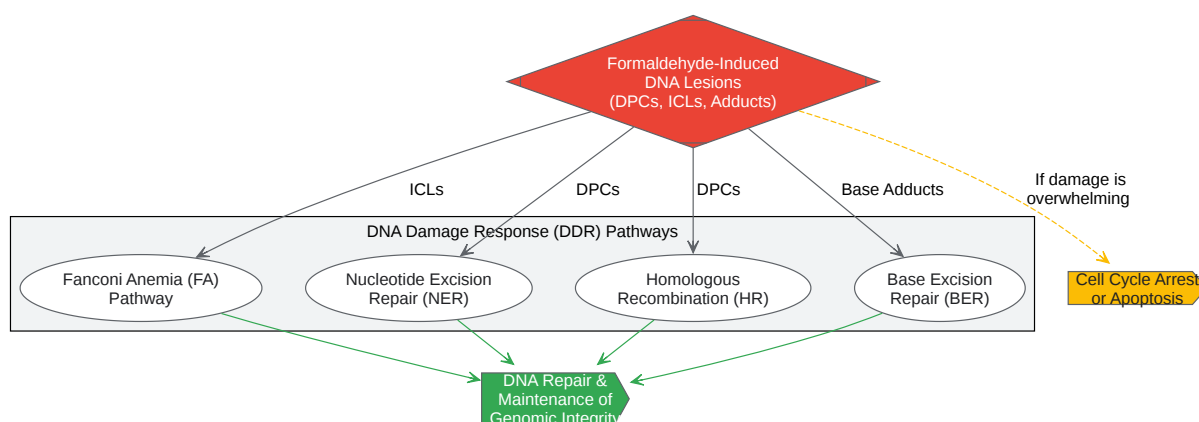 Formaldehyde-Induced
DNA Lesions
(DPCs, ICLs, Adducts)
ICLs
DPCs
DPCs
Base Adducts
If damage is
overwhelming
DNA Damage Response (DDR) Pathways
Fanconi Anemia (FA)
Pathway
Nucleotide Excision
Repair (NER)
Homologous
Recombination (HR)
Base Excision
Repair (BER)
Cell Cycle Arrest
or Apoptosis
DNA Repair &
Maintenance of
Genomic Integrity